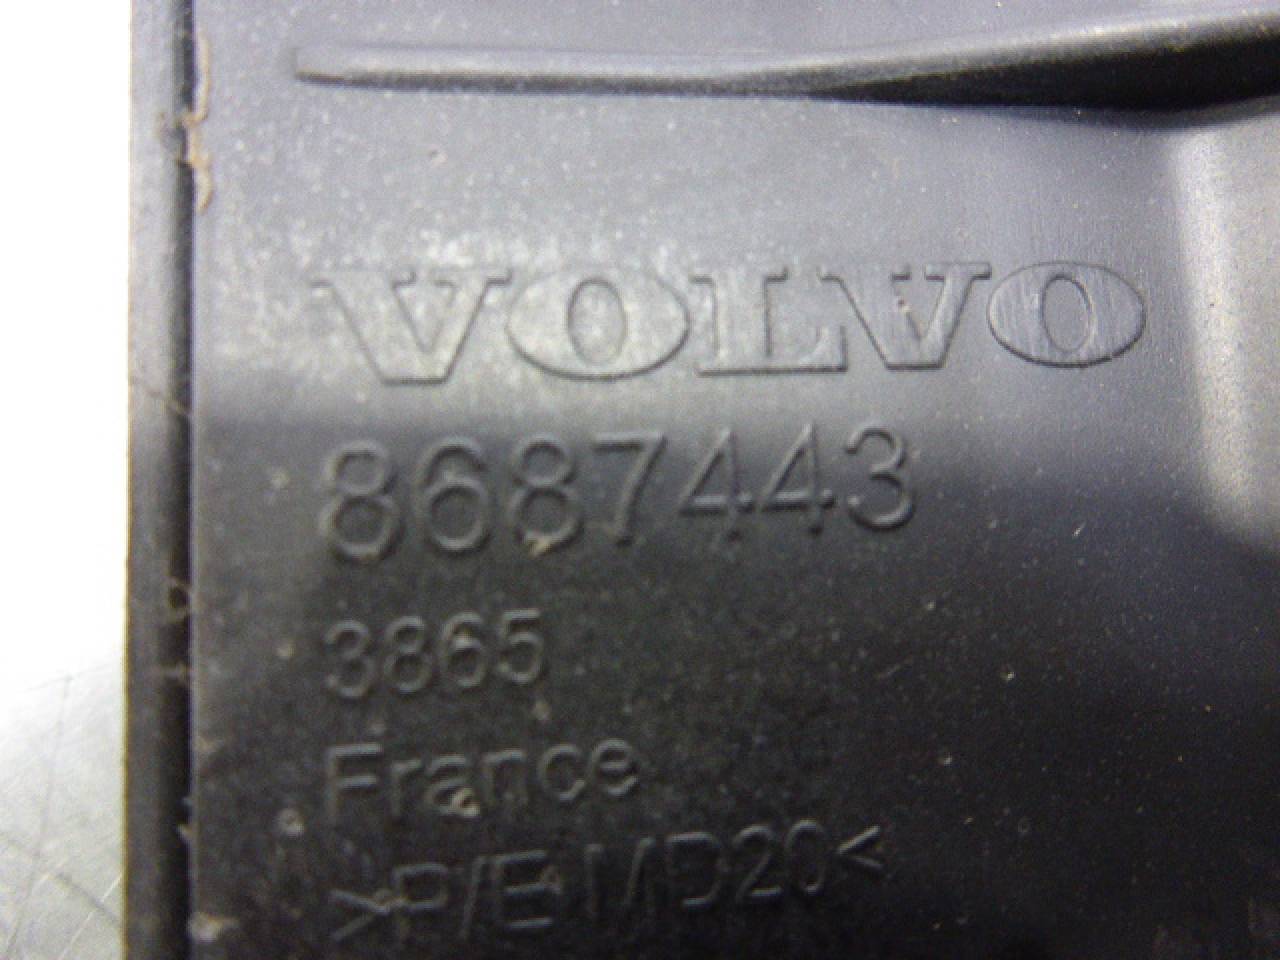 VOLVO
8687443
3865
France
>P/E MD20<